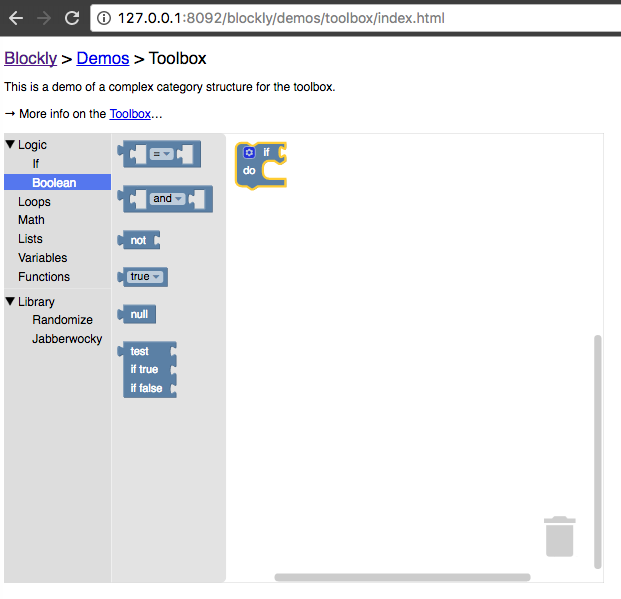 127.0.0.1:8092/blockly/demos/toolbox/index.html
Blockly > Demos > Toolbox
This is a demo of a complex category structure for the toolbox.
→ More info on the Toolbox…
▼ Logic
If
Boolean
Loops
Math
Lists
Variables
Functions
▼ Library
Randomize
Jabberwocky
= ▾
and ▾
not
true ▾
null
test
if true
if false
if
do